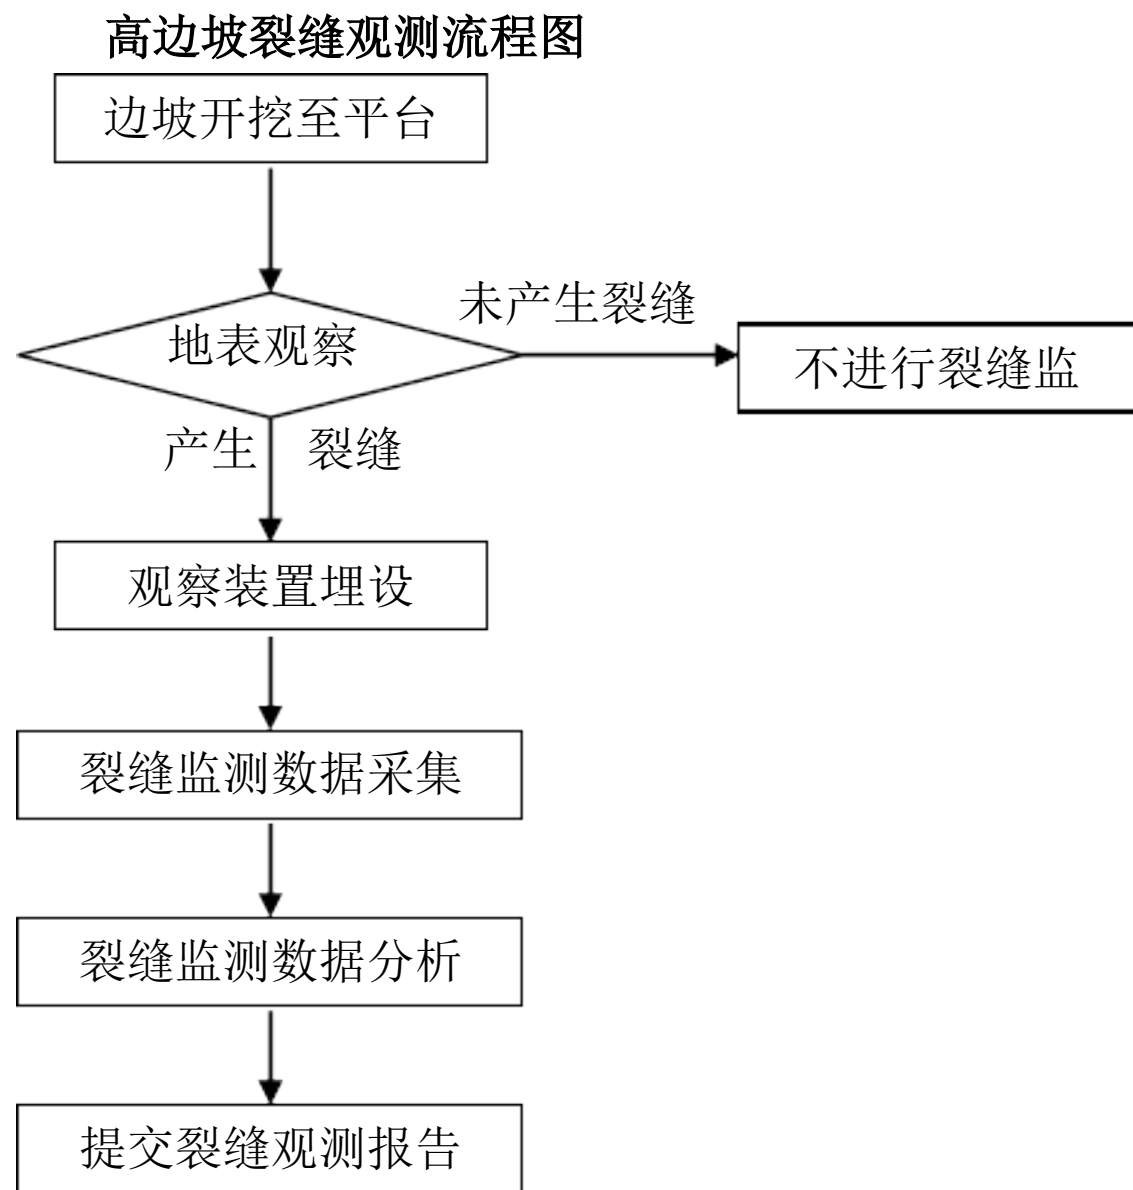 高边坡裂缝观测流程图
边坡开挖至平台
未产生裂缝
地表观察
不进行裂缝监
产生 裂缝
观察装置埋设
裂缝监测数据采集
裂缝监测数据分析
提交裂缝观测报告